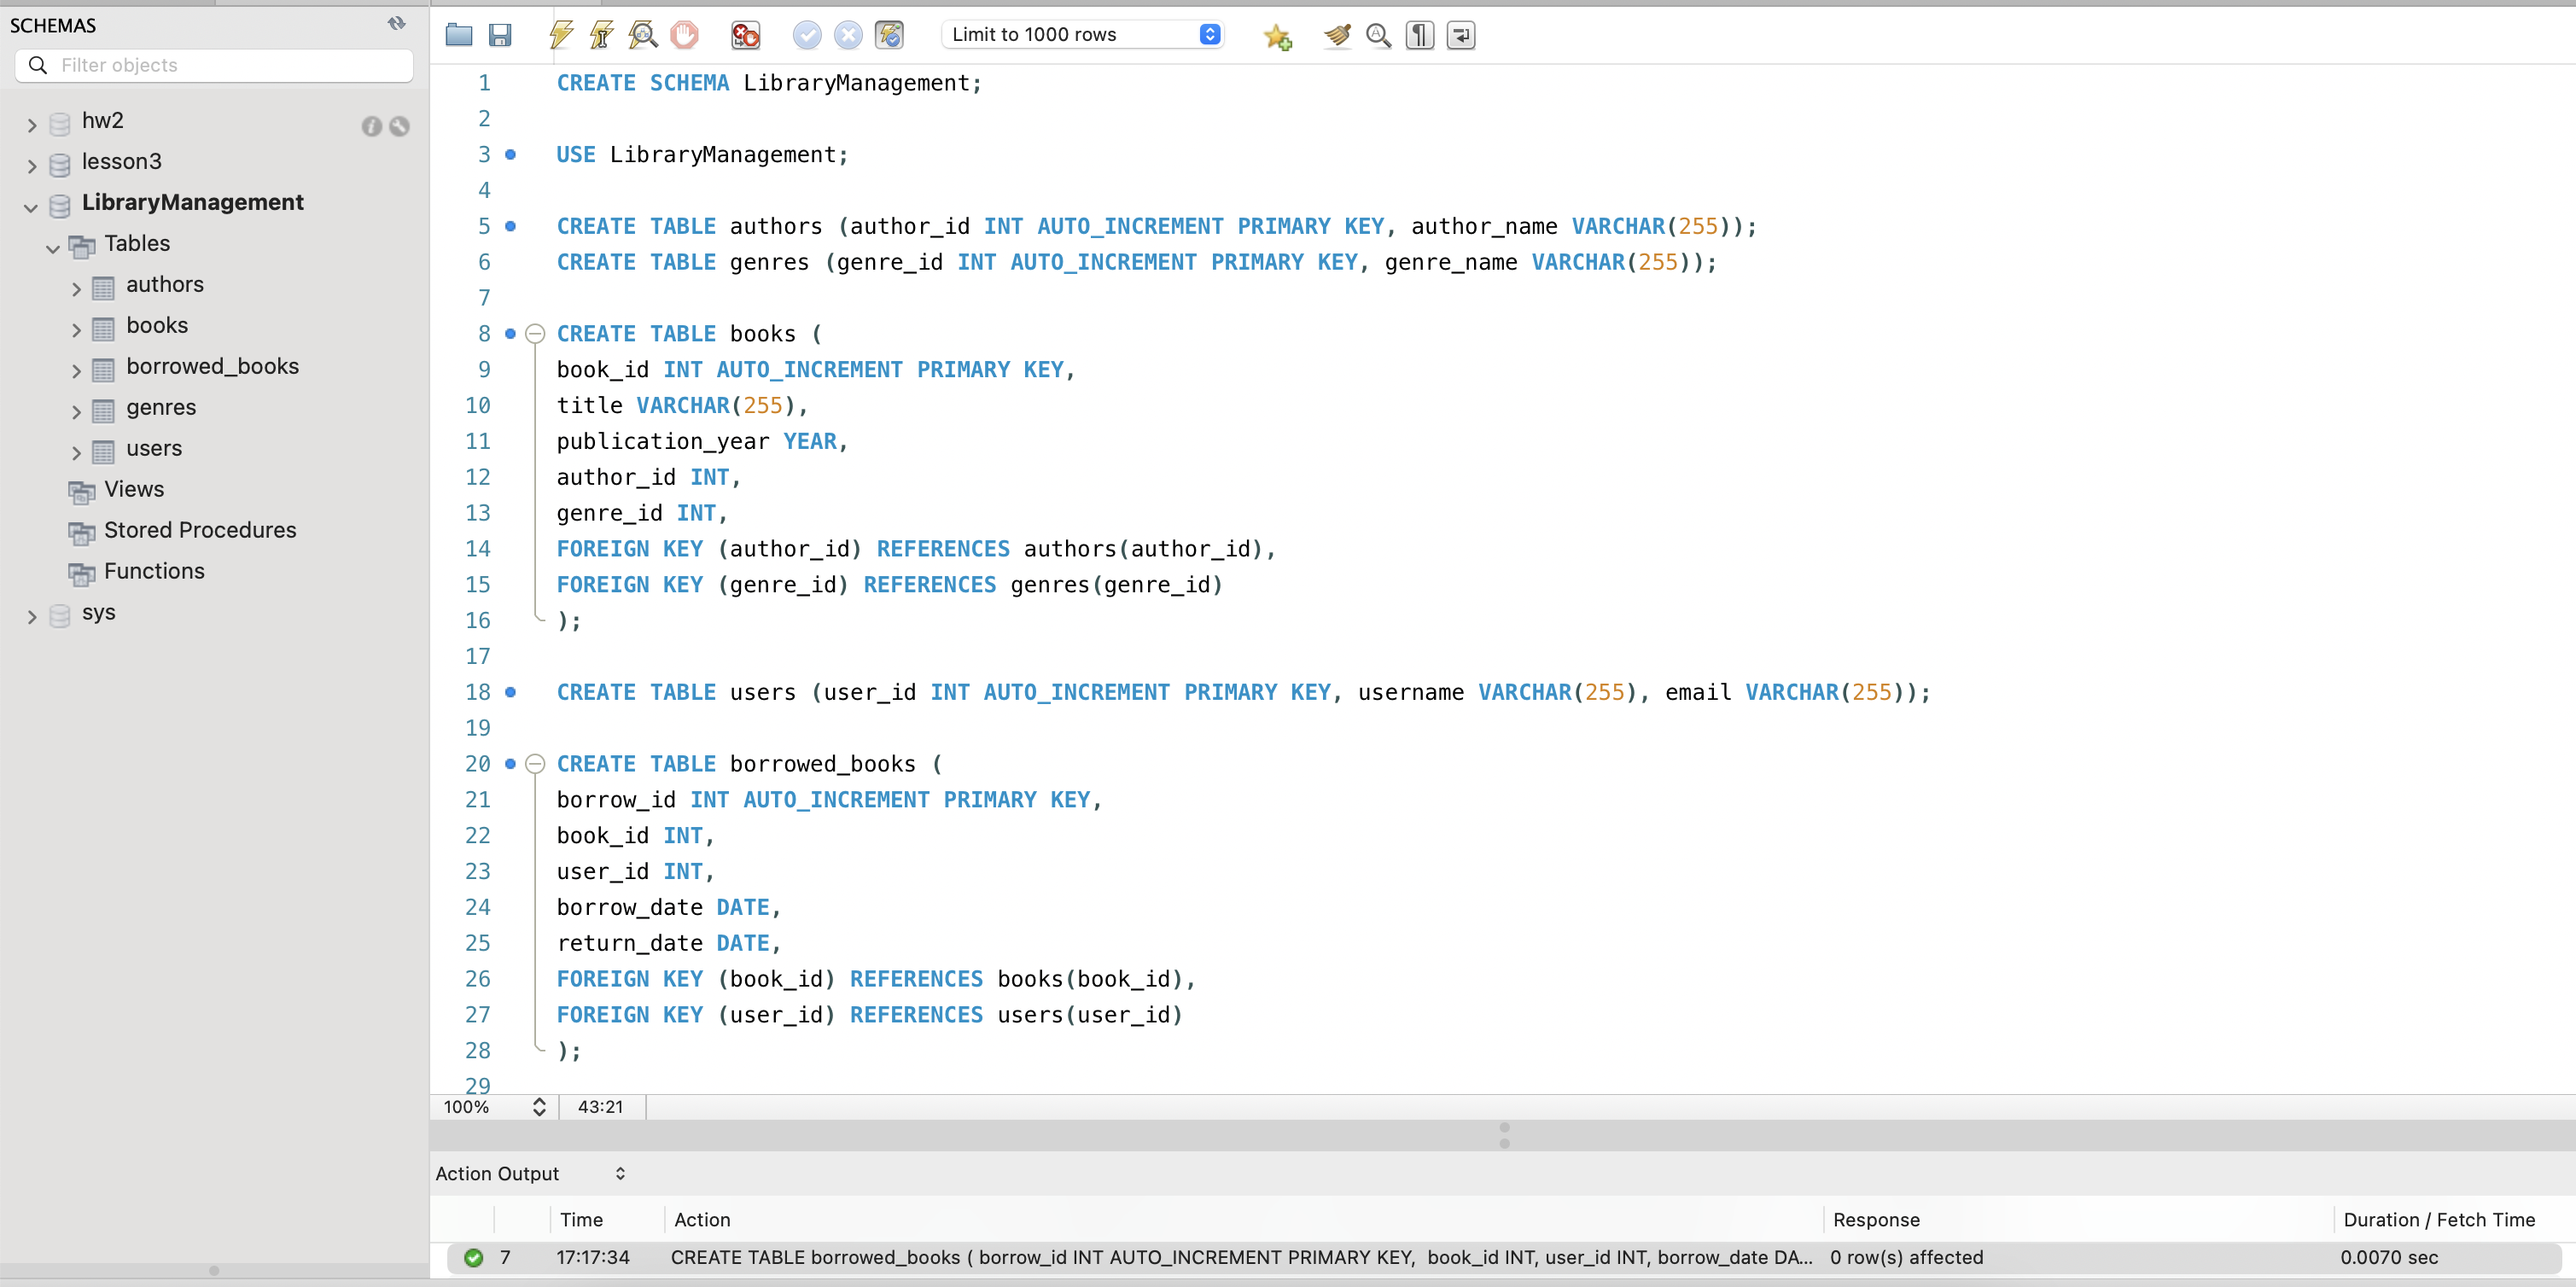 SCHEMAS
Filter objects
hw2
lesson3
LibraryManagement
Tables
authors
books
borrowed_books
genres
users
Views
Stored Procedures
Functions
sys
Limit to 1000 rows
1 CREATE SCHEMA LibraryManagement;
2
3 USE LibraryManagement;
4
5 CREATE TABLE authors (author_id INT AUTO_INCREMENT PRIMARY KEY, author_name VARCHAR(255));
6 CREATE TABLE genres (genre_id INT AUTO_INCREMENT PRIMARY KEY, genre_name VARCHAR(255));
7
8 CREATE TABLE books (
9 book_id INT AUTO_INCREMENT PRIMARY KEY,
10 title VARCHAR(255),
11 publication_year YEAR,
12 author_id INT,
13 genre_id INT,
14 FOREIGN KEY (author_id) REFERENCES authors(author_id),
15 FOREIGN KEY (genre_id) REFERENCES genres(genre_id)
16 );
17
18 CREATE TABLE users (user_id INT AUTO_INCREMENT PRIMARY KEY, username VARCHAR(255), email VARCHAR(255));
19
20 CREATE TABLE borrowed_books (
21 borrow_id INT AUTO_INCREMENT PRIMARY KEY,
22 book_id INT,
23 user_id INT,
24 borrow_date DATE,
25 return_date DATE,
26 FOREIGN KEY (book_id) REFERENCES books(book_id),
27 FOREIGN KEY (user_id) REFERENCES users(user_id)
28 );
29
100% 43:21
Action Output
Time Action Response Duration / Fetch Time
7 17:17:34 CREATE TABLE borrowed_books ( borrow_id INT AUTO_INCREMENT PRIMARY KEY, book_id INT, user_id INT, borrow_date DA... 0 row(s) affected 0.0070 sec